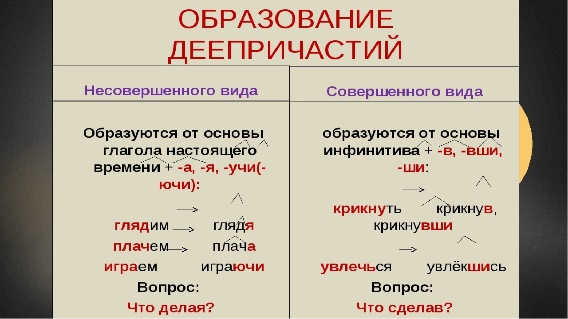 ОБРАЗОВАНИЕ
ДЕЕПРИЧАСТИЙ
Несовершенного вида
Образуются от основы
глагола настоящего
времени + -а, -я, -учи(-
ючи):
глядим глядя
плачем плача
играем играючи
Вопрос:
Что делая?
Совершенного вида
образуются от основы
инфинитива + -в, -вши,
-ши:
крикнуть крикнув,
крикнувши
увлечься увлёкшись
Вопрос:
Что сделав?